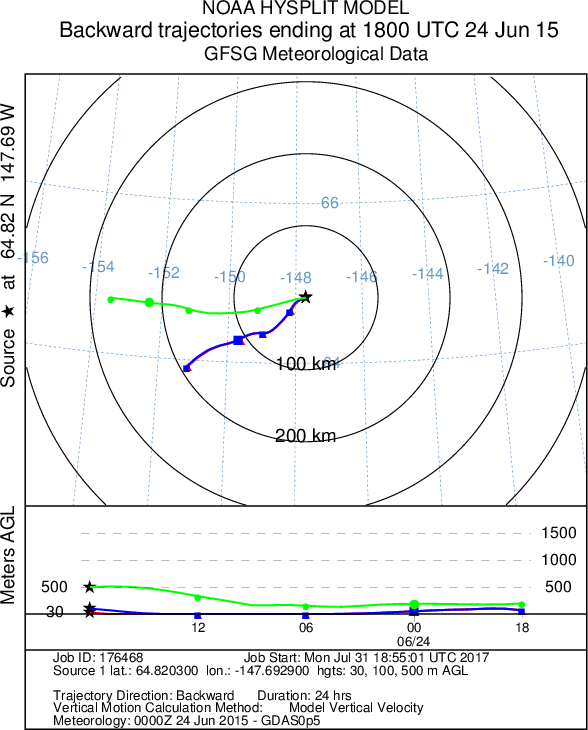 NOAA HYSPLIT MODEL
Backward trajectories ending at 1800 UTC 24 Jun 15
GFSG Meteorological Data
Source ★ at 64.82 N 147.69 W
66
-156 -154 -152 -150 -148 -146 -144 -142 -140
64
100 km
200 km
Meters AGL
1500
1000
500 500
30
12 06 00 18
06/24
Job ID: 176468 Job Start: Mon Jul 31 18:55:01 UTC 2017
Source 1 lat.: 64.820300 lon.: -147.692900 hgts: 30, 100, 500 m AGL
Trajectory Direction: Backward Duration: 24 hrs
Vertical Motion Calculation Method: Model Vertical Velocity
Meteorology: 0000Z 24 Jun 2015 - GDAS0p5